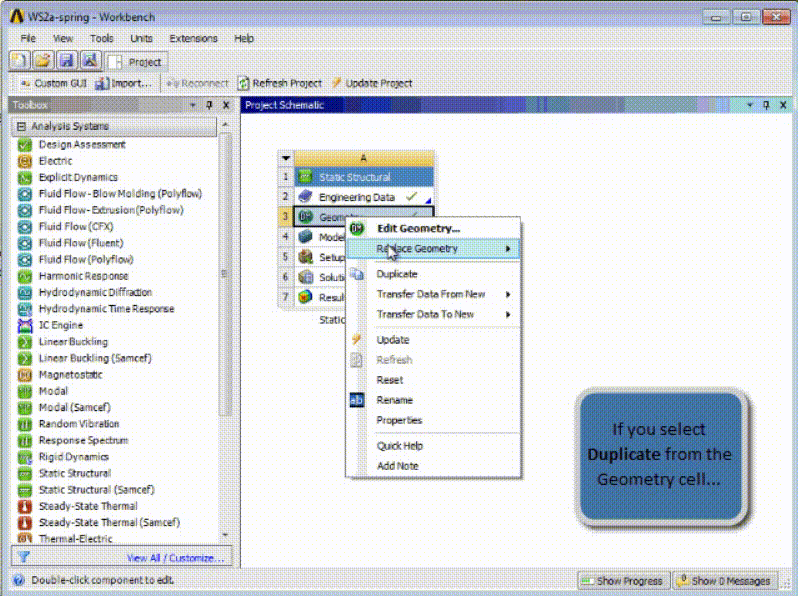 WS2a-spring - Workbench
File View Tools Units Extensions Help
Project
Custom GUI Import... Reconnect Refresh Project Update Project
Toolbox
Project Schematic
Analysis Systems
Design Assessment
Electric
Explicit Dynamics
Fluid Flow - Blow Molding (Polyflow)
Fluid Flow - Extrusion (Polyflow)
Fluid Flow (CFX)
Fluid Flow (Fluent)
Fluid Flow (Polyflow)
Harmonic Response
Hydrodynamic Diffraction
Hydrodynamic Time Response
IC Engine
Linear Buckling
Linear Buckling (Samcef)
Magnetostatic
Modal
Modal (Samcef)
Random Vibration
Response Spectrum
Rigid Dynamics
Static Structural
Static Structural (Samcef)
Steady-State Thermal
Steady-State Thermal (Samcef)
Thermal-Electric
View All / Customize...
A
1 Static Structural
2 Engineering Data
3 Geom
4 Model
5 Setup
6 Soluti
7 Resul
Static
Edit Geometry...
Replace Geometry
Duplicate
Transfer Data From New
Transfer Data To New
Update
Refresh
Reset
ab Rename
Properties
Quick Help
Add Note
If you select
Duplicate from the
Geometry cell...
Double-click component to edit.
Show Progress
Show 0 Messages